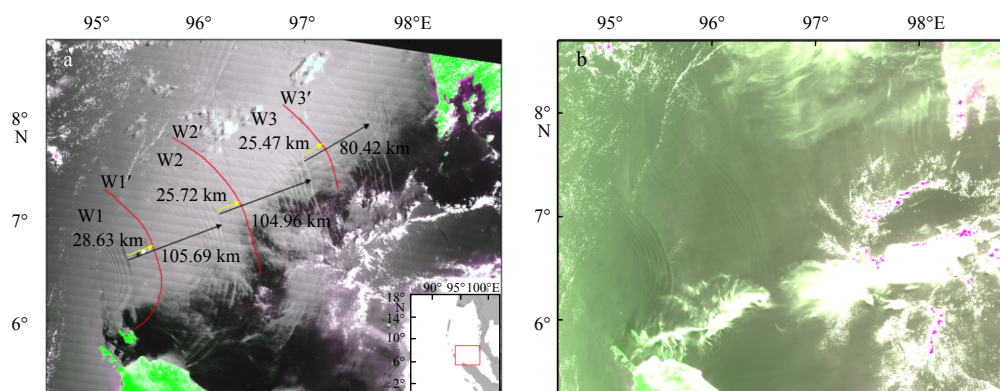 95° 96° 97° 98°E
95° 96° 97° 98°E
a
b
W3′
W3
8°
N
25.47 km
80.42 km
W2′
W2
25.72 km
104.96 km
W1′
W1
28.63 km
105.69 km
7°
6°
8°
N
7°
6°
90° 95°100°E
18°
N
14°
10°
6°
2°